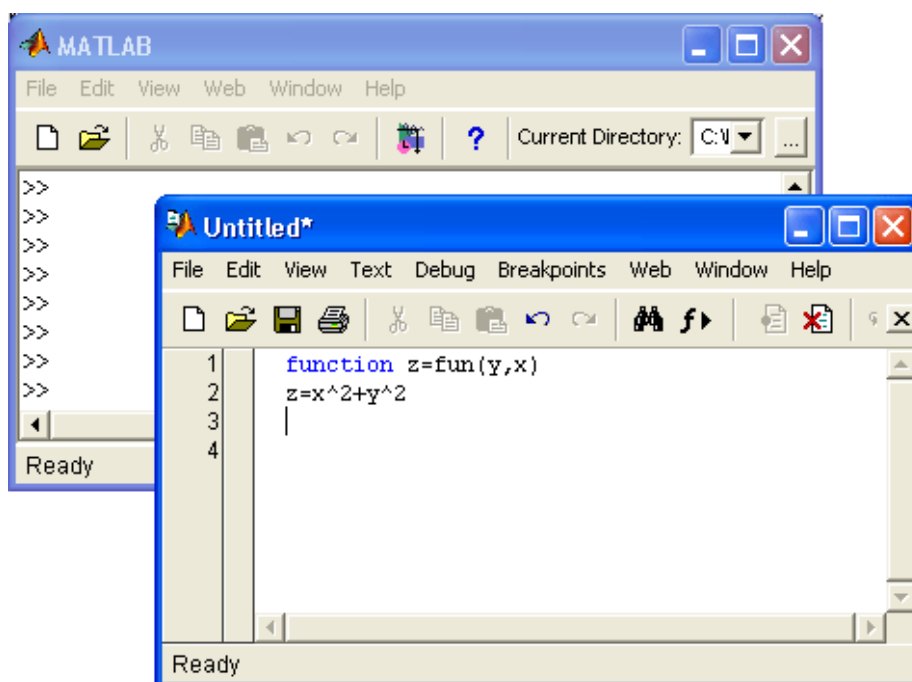 MATLAB
File Edit View Web Window Help
? Current Directory: C:\ ...
>>
>>
>>
>>
>>
>>
>>
>>
Ready
Untitled*
File Edit View Text Debug Breakpoints Web Window Help
1 function z=fun(y,x)
2 z=x^2+y^2
3
4
Ready